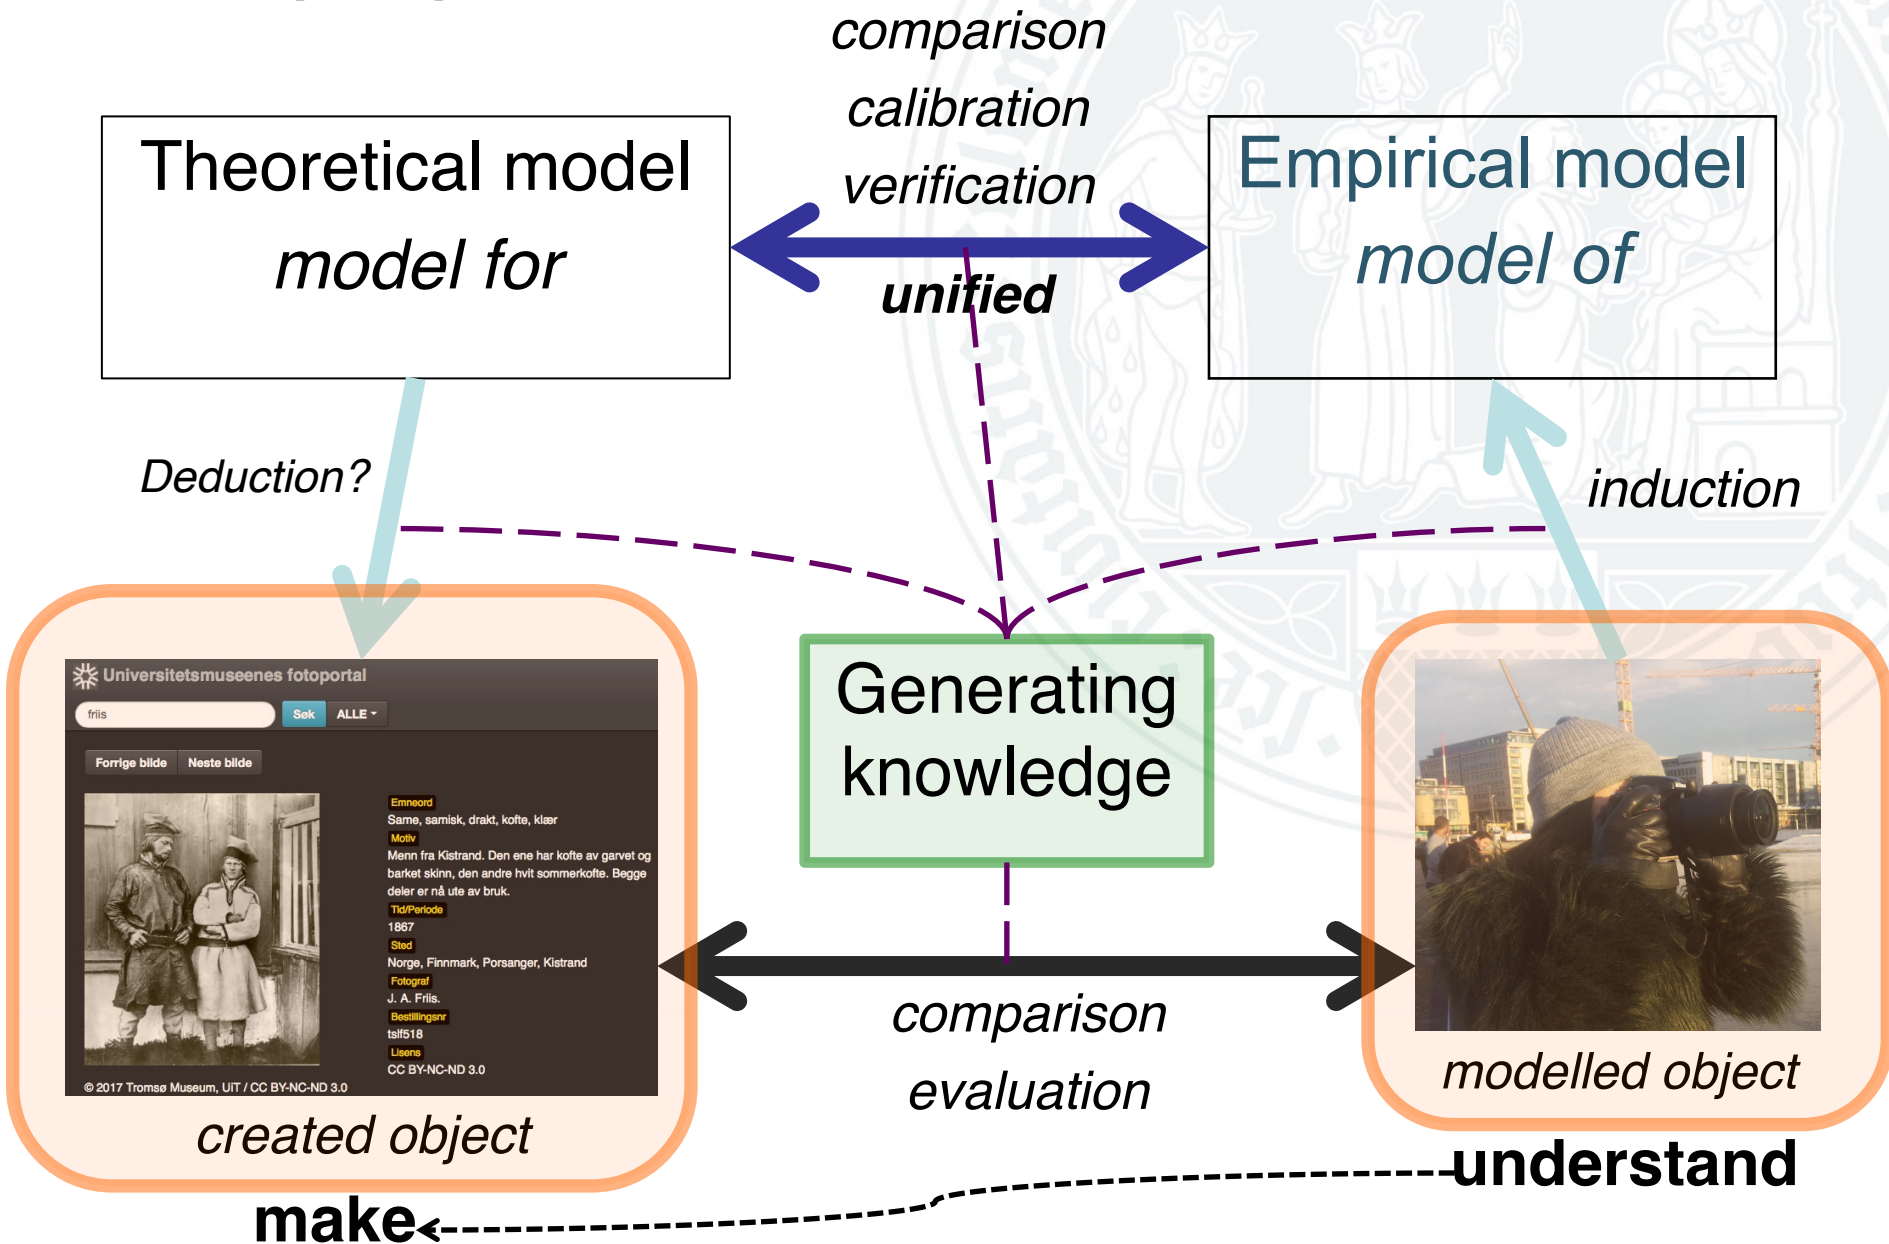 comparison
calibration
verification
Theoretical model
model for
Empirical model
model of
unified
Deduction?
induction
Generating
knowledge
Universitetsmuseenes fotoportal
friis
Søk
ALLE
Forrige bilde
Neste bilde
Emneord
Same, samisk, drakt, kofte, klær
Motiv
Menn fra Kistrand. Den ene har kofte av garvet og
barket skinn, den andre hvit sommerkofte. Begge
deler er nå ute av bruk.
Tid/Periode
1867
Sted
Norge, Finnmark, Porsanger, Kistrand
Fotograf
J. A. Friis.
Bestillingsnr
tslf518
Lisens
CC BY-NC-ND 3.0
© 2017 Tromsø Museum, UiT / CC BY-NC-ND 3.0
created object
make
comparison
evaluation
modelled object
understand